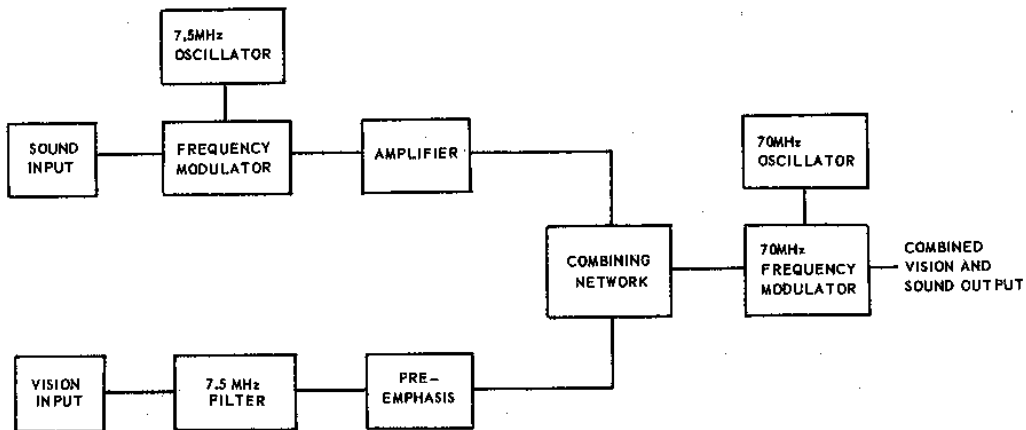 7.5MHz
OSCILLATOR
SOUND
INPUT
FREQUENCY
MODULATOR
AMPLIFIER
70MHz
OSCILLATOR
COMBINING
NETWORK
70MHz
FREQUENCY
MODULATOR
COMBINED
VISION AND
SOUND OUTPUT
VISION
INPUT
7.5 MHz
FILTER
PRE-
EMPHASIS